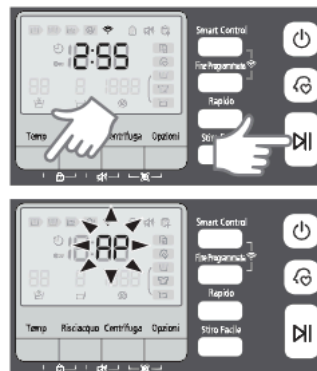 Smart Control
2:55
Fine Programmata
Rapido
Temp
Centrifuga
Opzioni
Stiro
Smart Control
Fine Programmata
Rapido
Temp
Risciacquo
Centrifuga
Opzioni
Stiro Facile